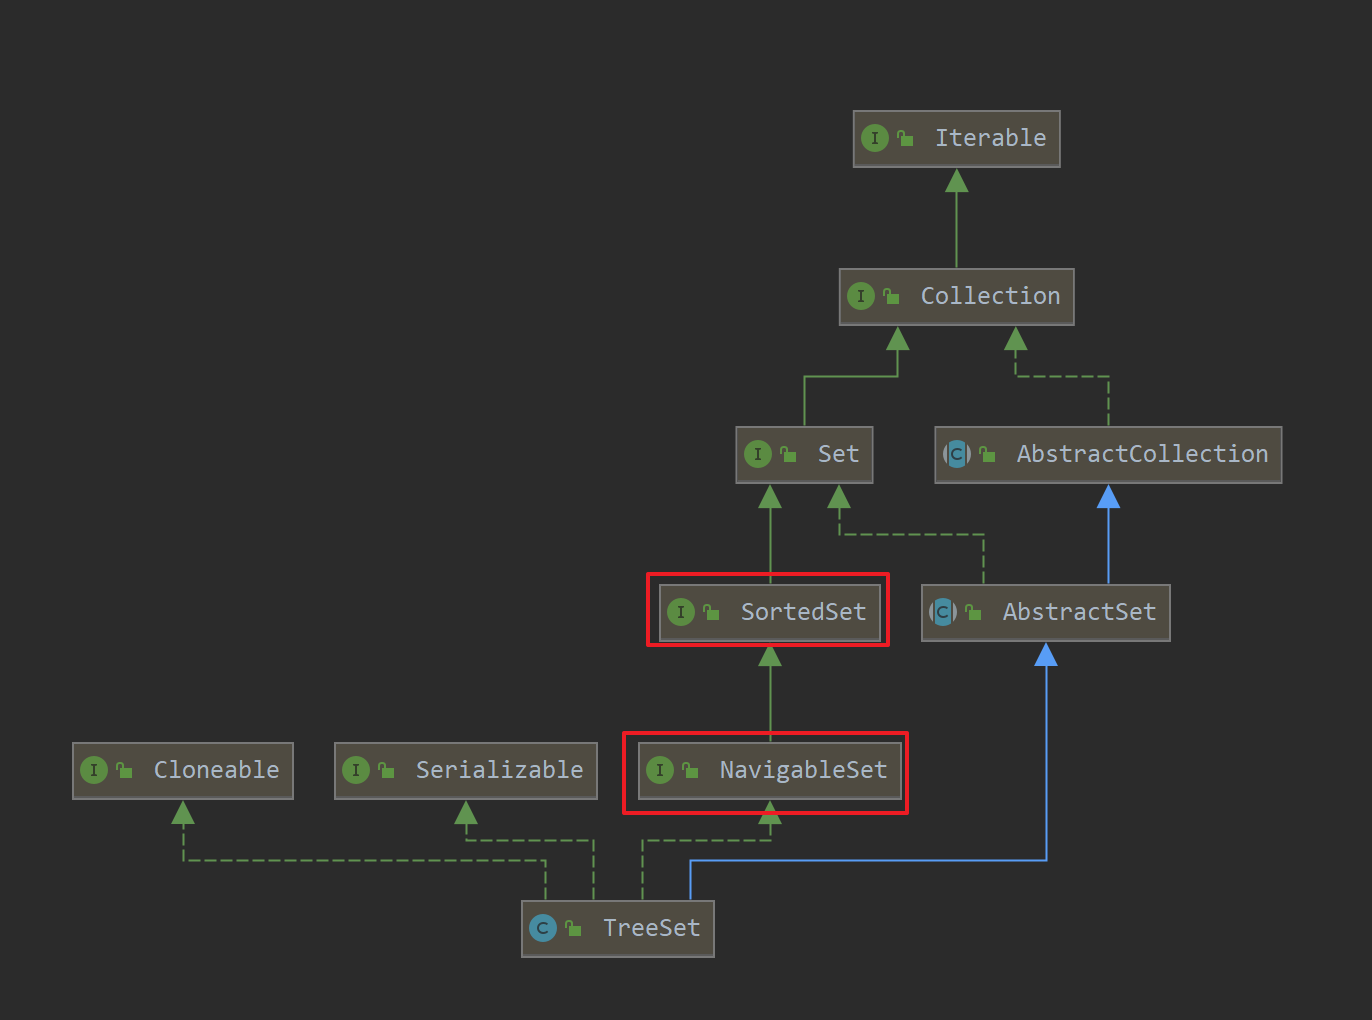 I Iterable
I Collection
I Set
C AbstractCollection
I SortedSet
C AbstractSet
I Cloneable
I Serializable
I NavigableSet
C TreeSet